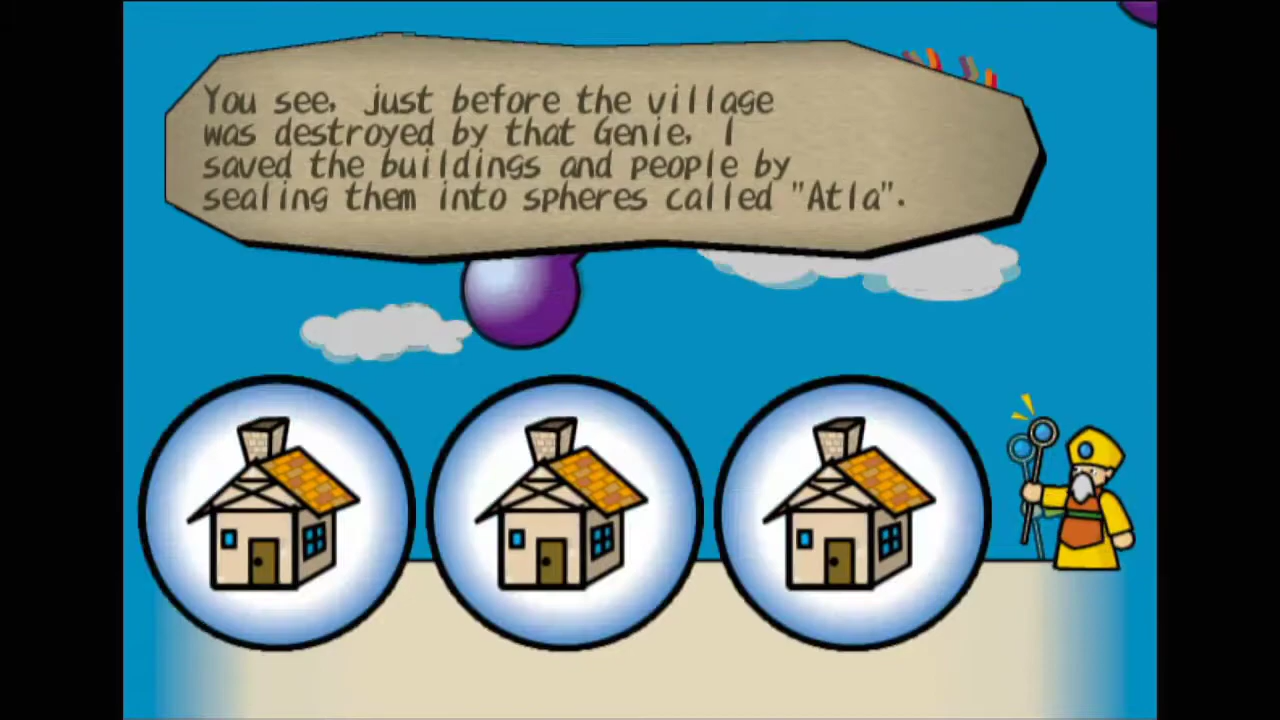 You see, just before the village
was destroyed by that Genie, I
saved the buildings and people by
sealing them into spheres called "Atla".